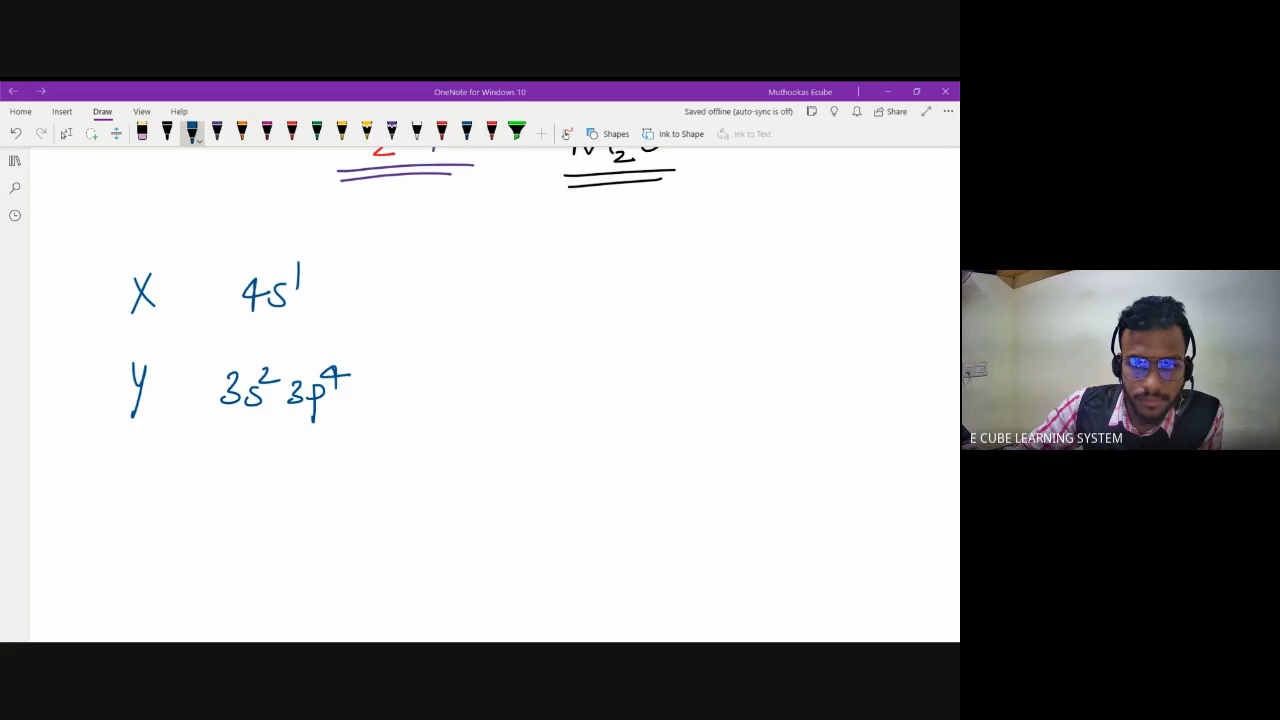 OneNote for Windows 10
Muthookas Ecube
Home Insert Draw View Help
Saved offline (auto-sync is off)
Share
Shapes
Ink to Shape
Ink to Text
X 4s¹
y 3s² 3p⁴
E CUBE LEARNING SYSTEM